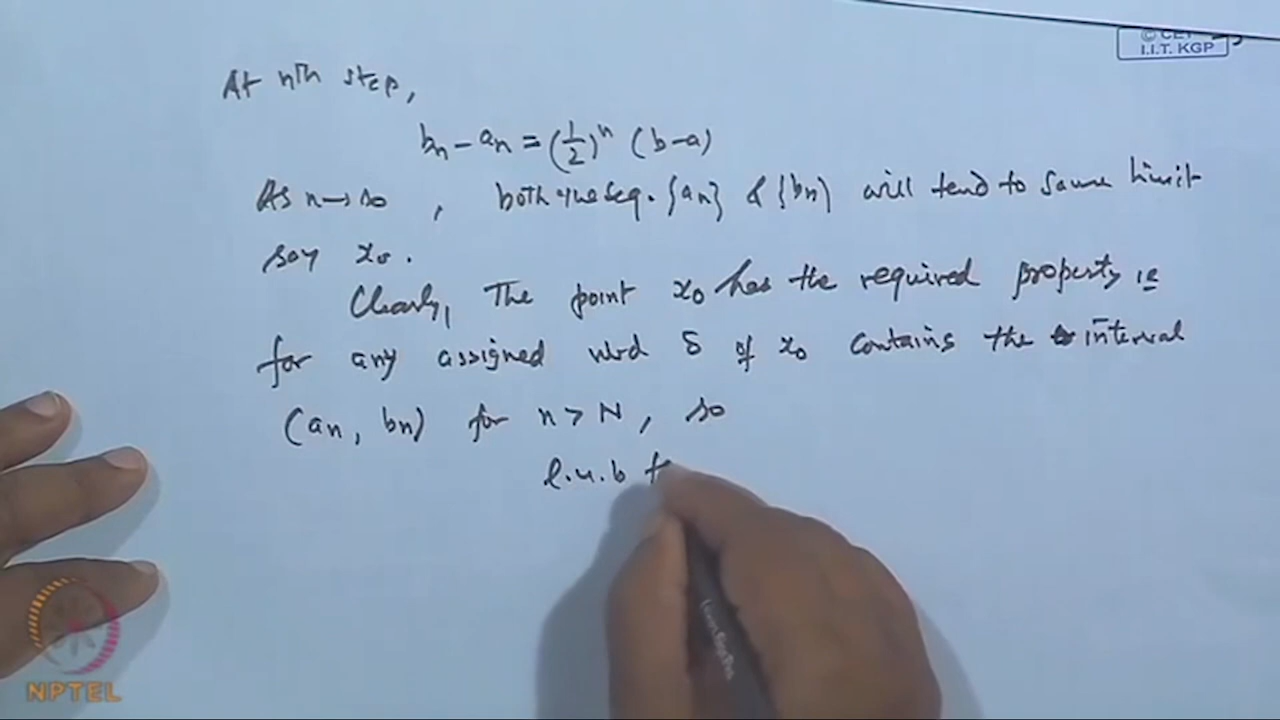 © CET
I.I.T. KGP
At nth step,
bn - an = (1/2)^n (b-a)
As n→∞, both the seq. {an} & {bn} will tend to same limit
say x₀.
Clearly, The point x₀ has the required property ie
for any assigned nbd δ of x₀ contains the interval
(an, bn) for n > N, so
l.u.b f
NPTEL